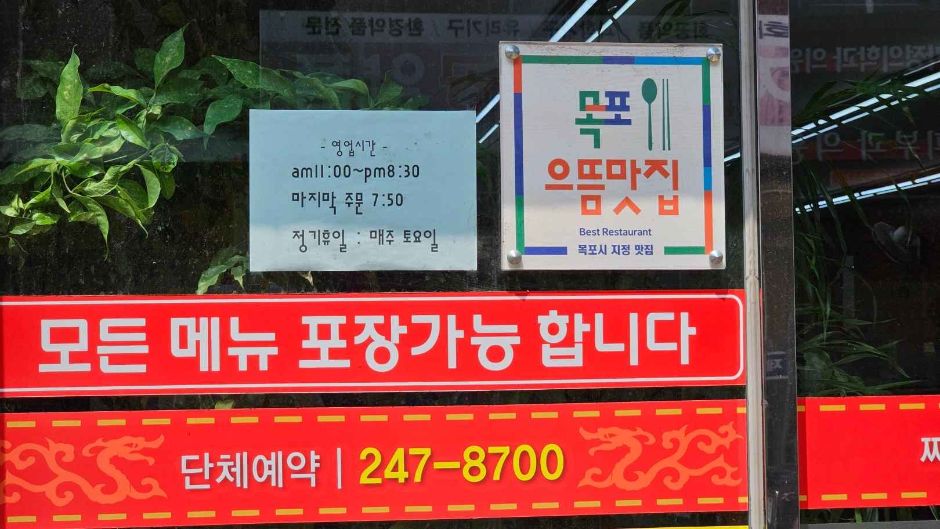 - 영업시간 -
am11:00~pm8:30
마지막 주문 7:50
정기휴일 : 매주 토요일
목포
으뜸맛집
Best Restaurant
목포시 지정 맛집
모든 메뉴 포장가능 합니다
단체예약 | 247-8700